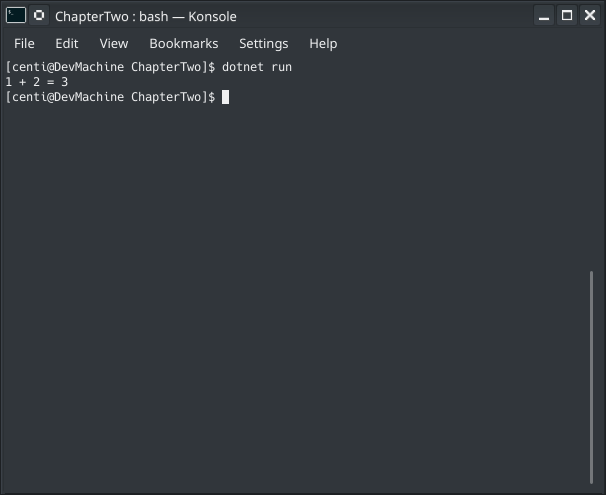 ChapterTwo : bash — Konsole
File Edit View Bookmarks Settings Help
[centi@DevMachine ChapterTwo]$ dotnet run
1 + 2 = 3
[centi@DevMachine ChapterTwo]$